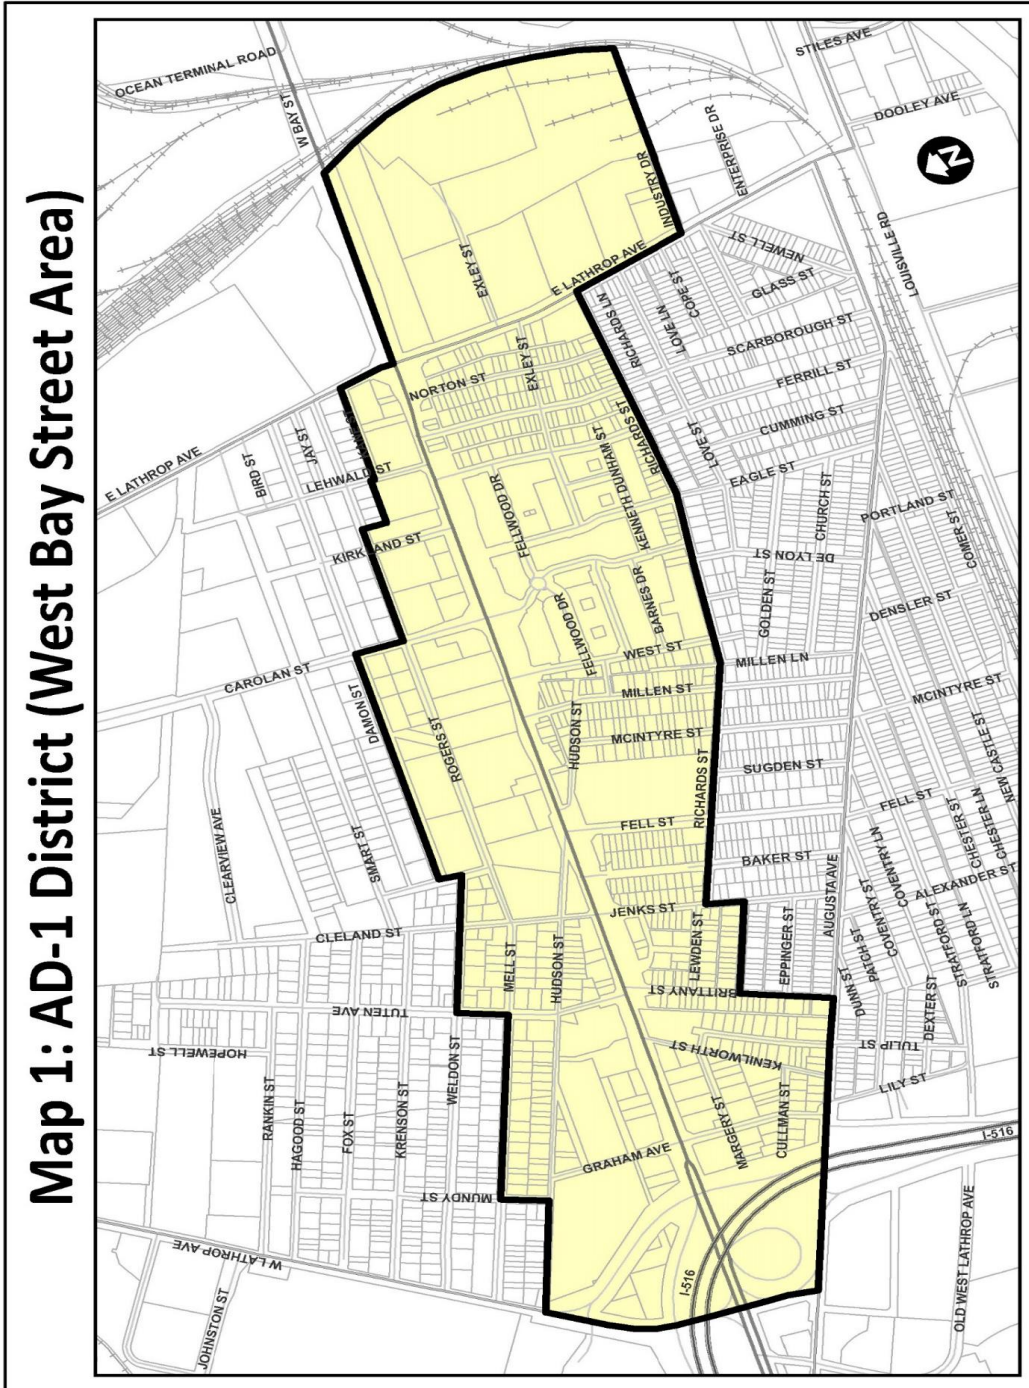 Map 1: AD-1 District (West Bay Street Area)
OCEAN TERMINAL ROAD
W BAY ST
STILES AVE
DOOLEY AVE
N
ENTERPRISE DR
INDUSTRY DR
EXLEY ST
E LATHROP AVE
NEWELL ST
LOUISVILLE RD
GLASS ST
COPE ST
LOVE LN
RICHARDS LN
SCARBOROUGH ST
EXLEY ST
NORTON ST
FERRILL ST
CUMMING ST
RICHARDS ST
LOVE ST
E LATHROP AVE
JAY ST
BIRD ST
LEHWALD ST
KENNETH DUNHAM ST
EAGLE ST
CHURCH ST
PORTLAND ST
COMER ST
FELLWOOD DR
KIRKLAND ST
DE LYON ST
GOLDEN ST
DENSLER ST
BARNES DR
FELLWOOD DR
WEST ST
MILLEN LN
CAROLAN ST
MILLEN ST
MCINTYRE ST
DAMON ST
ROGERS ST
HUDSON ST
MCINTYRE ST
SUGDEN ST
NEW CASTLE ST
RICHARDS ST
FELL ST
FELL ST
CHESTER ST
CHESTER LN
CLEARVIEW AVE
SMART ST
BAKER ST
COVENTRY LN
COVENTRY ST
ALEXANDER ST
AUGUSTA AVE
JENKS ST
CLELAND ST
LEWDEN ST
EPPINGER ST
PATCH ST
STRATFORD ST
STRATFORD LN
MELL ST
HUDSON ST
BRITTANY ST
DUNN ST
DEXTER ST
TUTEN AVE
HOPEWELL ST
KENILWORTH ST
TULIP ST
LILY ST
WELDON ST
RANKIN ST
HAGOOD ST
FOX ST
KRENSON ST
MARGERY ST
CULLMAN ST
I-516
GRAHAM AVE
MUNDY ST
W LATHROP AVE
OLD WEST LATHROP AVE
I-516
JOHNSTON ST